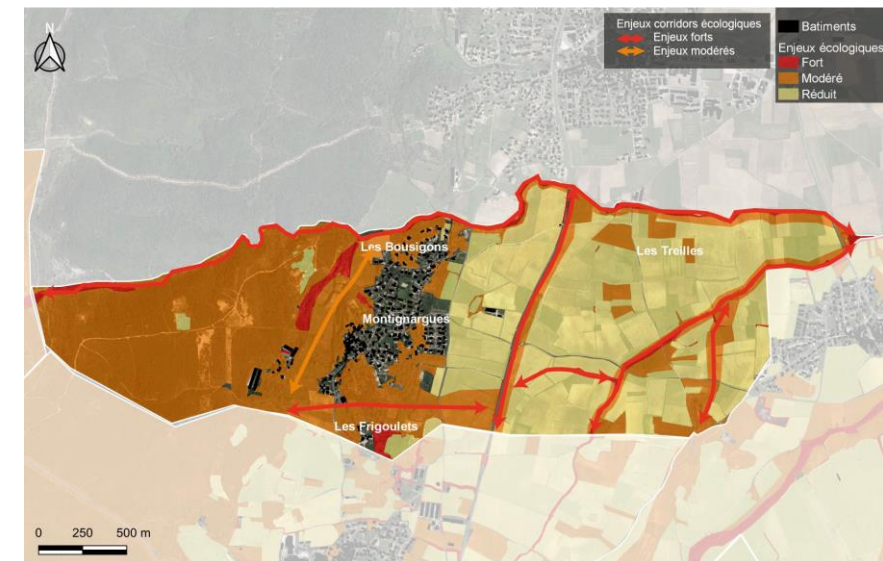 N
Enjeux corridors écologiques
Enjeux forts
Enjeux modérés
Batiments
Enjeux écologiques
Fort
Modéré
Réduit
Les Bousigons
Les Treilles
Montignargues
Les Frigoulets
0 250 500 m